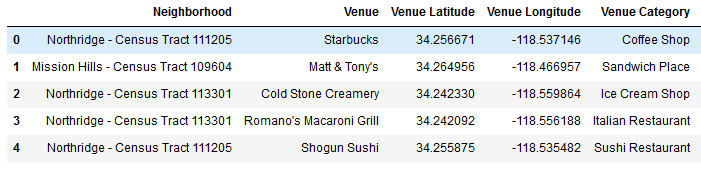 Neighborhood Venue Venue Latitude Venue Longitude Venue Category
0 Northridge - Census Tract 111205 Starbucks 34.256671 -118.537146 Coffee Shop
1 Mission Hills - Census Tract 109604 Matt & Tony's 34.264956 -118.466957 Sandwich Place
2 Northridge - Census Tract 113301 Cold Stone Creamery 34.242330 -118.559864 Ice Cream Shop
3 Northridge - Census Tract 113301 Romano's Macaroni Grill 34.242092 -118.556188 Italian Restaurant
4 Northridge - Census Tract 111205 Shogun Sushi 34.255875 -118.535482 Sushi Restaurant